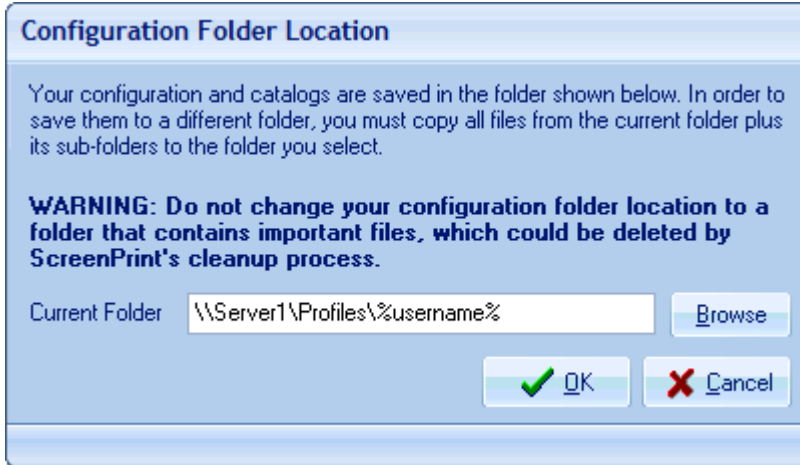 Configuration Folder Location
Your configuration and catalogs are saved in the folder shown below. In order to
save them to a different folder, you must copy all files from the current folder plus
its sub-folders to the folder you select.
WARNING: Do not change your configuration folder location to a
folder that contains important files, which could be deleted by
ScreenPrint's cleanup process.
Current Folder \\Server1\Profiles\%username% Browse
OK Cancel